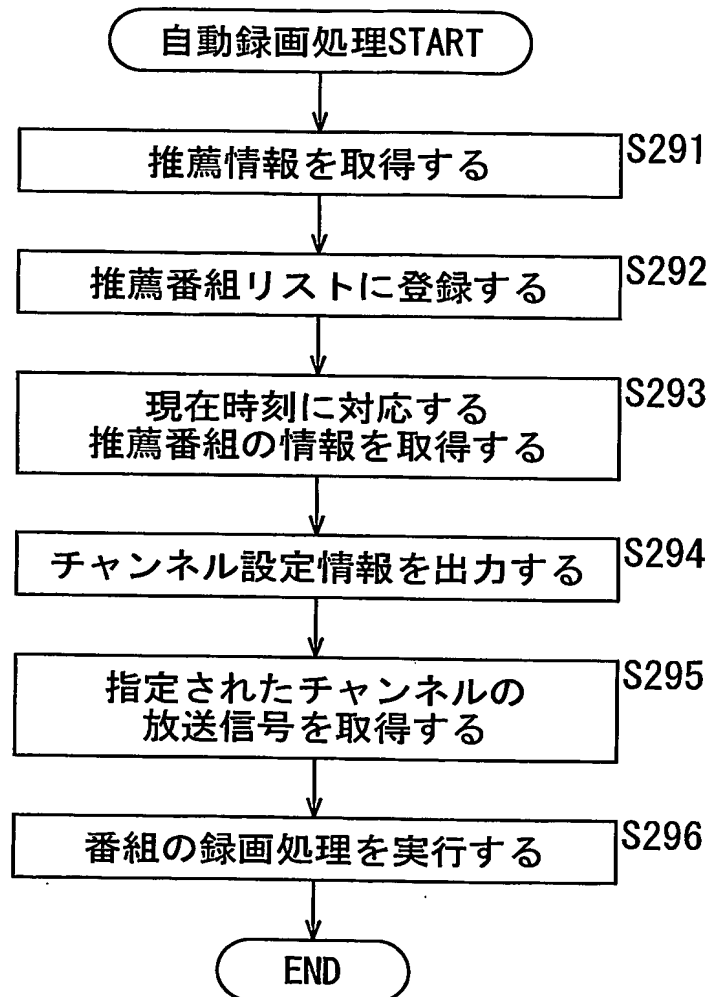 自動録画処理START
推薦情報を取得する
S291
推薦番組リストに登録する
S292
現在時刻に対応する
推薦番組の情報を取得する
S293
チャンネル設定情報を出力する
S294
指定されたチャンネルの
放送信号を取得する
S295
番組の録画処理を実行する
S296
END